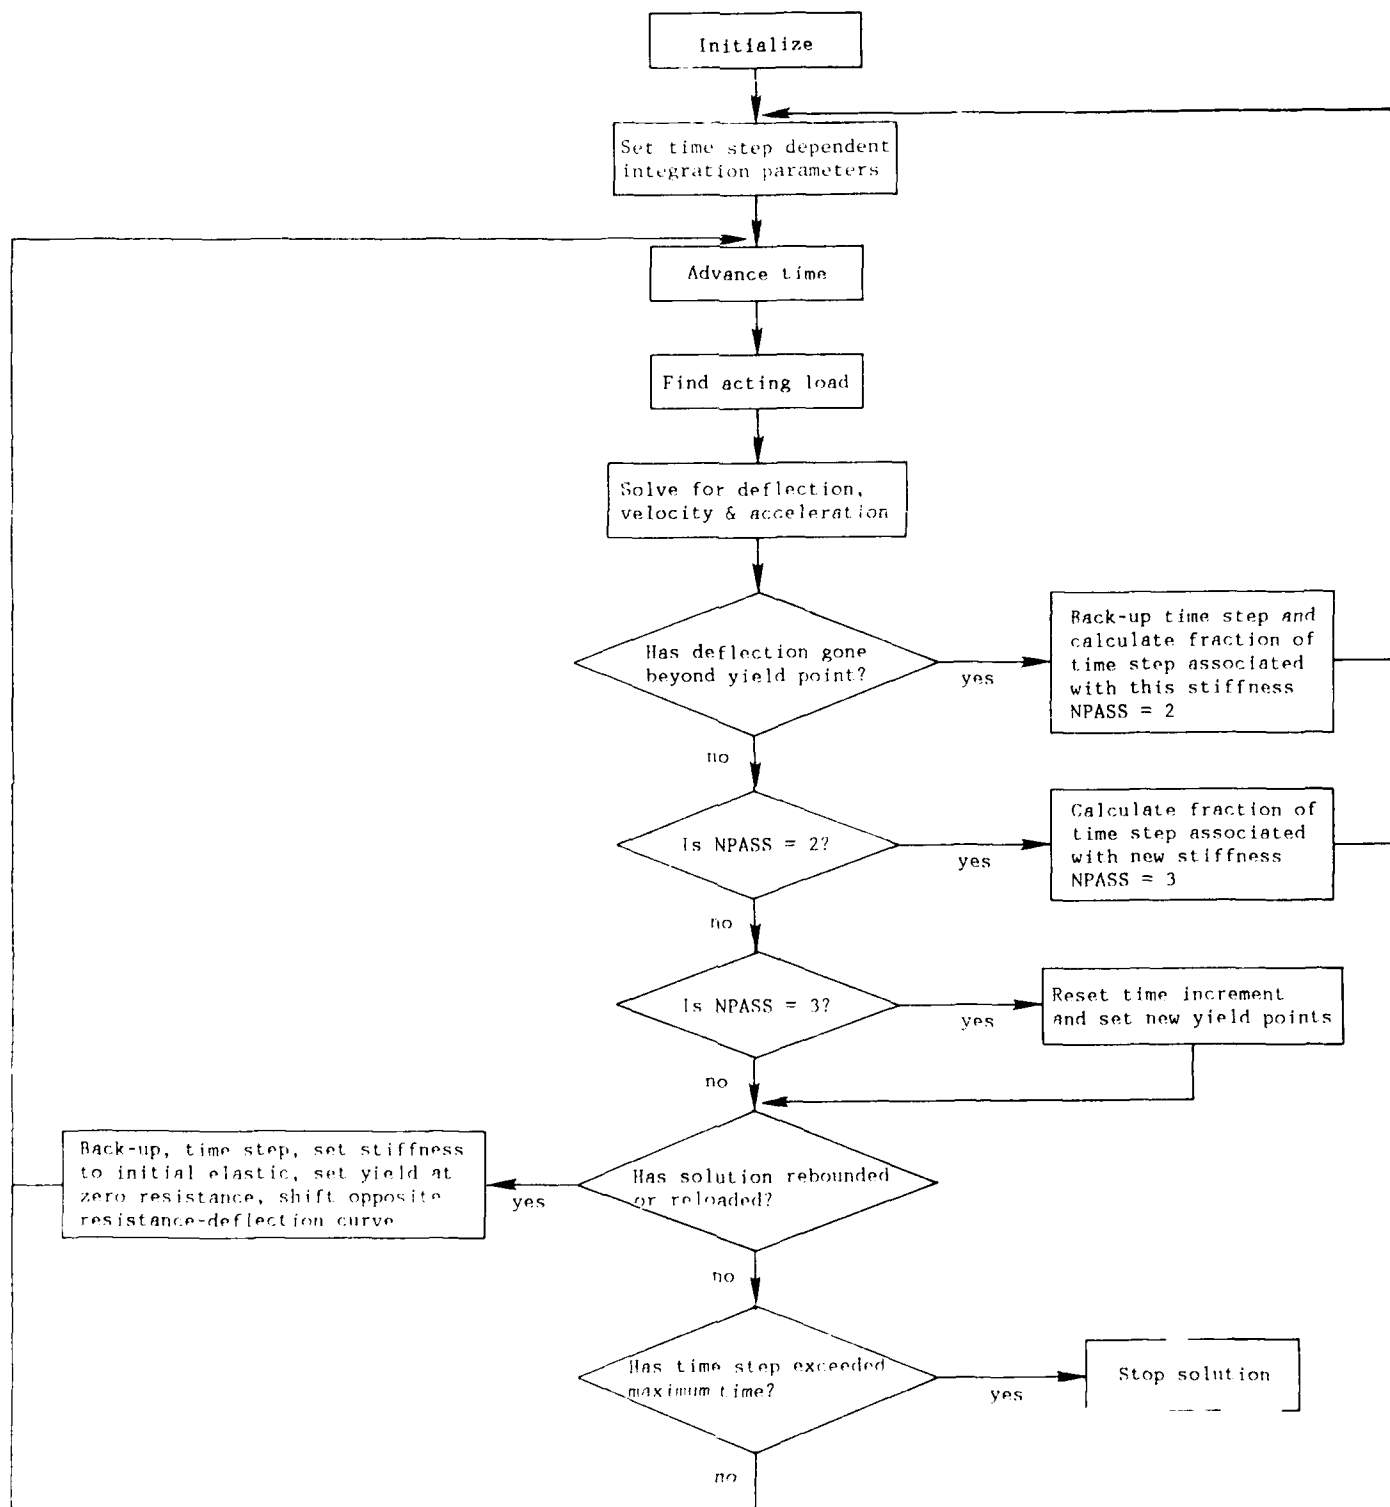 Initialize
Set time step dependent
integration parameters
Advance time
Find acting load
Solve for deflection,
velocity & acceleration
Has deflection gone
beyond yield point?
yes
Back-up time step and
calculate fraction of
time step associated
with this stiffness
NPASS = 2
no
Is NPASS = 2?
yes
Calculate fraction of
time step associated
with new stiffness
NPASS = 3
no
Is NPASS = 3?
yes
Reset time increment
and set new yield points
no
Has solution rebounded
or reloaded?
yes
Back-up, time step, set stiffness
to initial elastic, set yield at
zero resistance, shift opposite
resistance-deflection curve
no
Has time step exceeded
maximum time?
yes
Stop solution
no